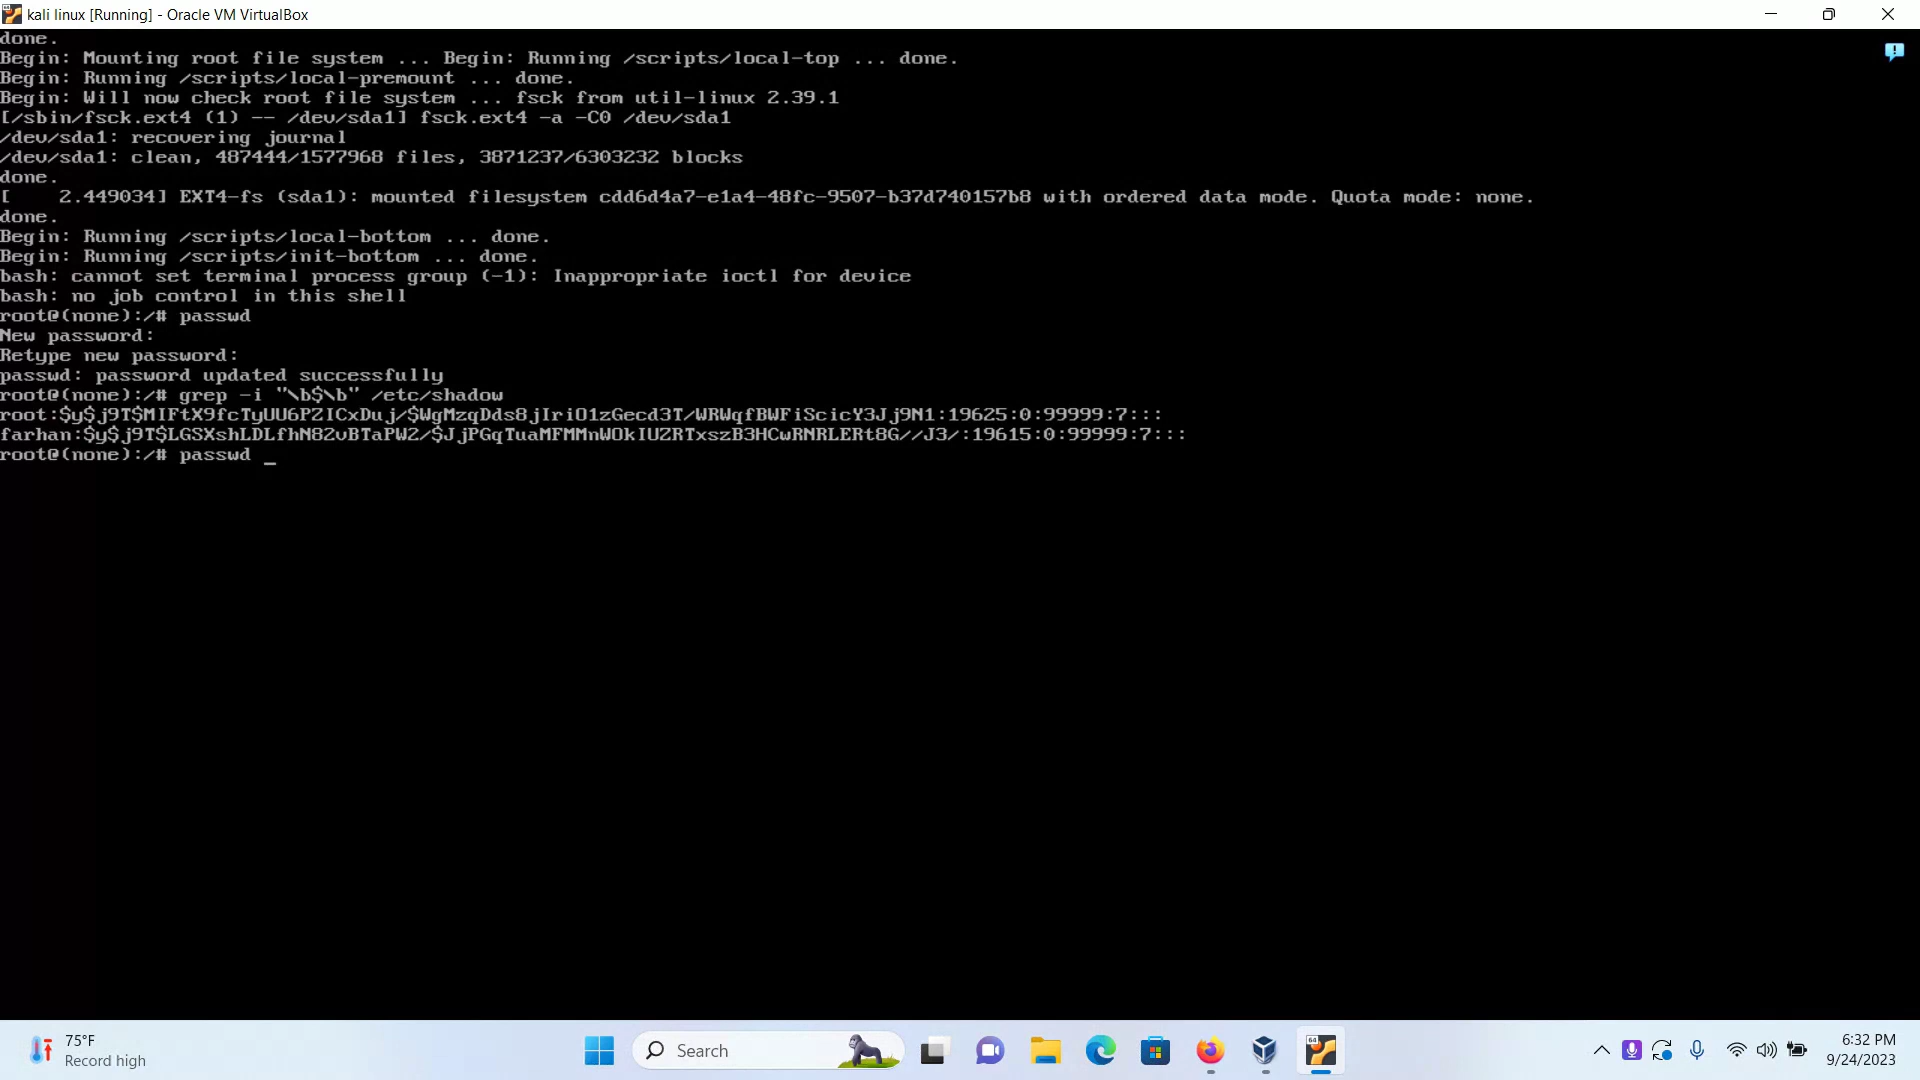 kali linux [Running] - Oracle VM VirtualBox
done.
Begin: Mounting root file system ... Begin: Running /scripts/local-top ... done.
Begin: Running /scripts/local-premount ... done.
Begin: Will now check root file system ... fsck from util-linux 2.39.1
[/sbin/fsck.ext4 (1) -- /dev/sda1] fsck.ext4 -a -C0 /dev/sda1
/dev/sda1: recovering journal
/dev/sda1: clean, 487444/1577968 files, 3871237/6303232 blocks
done.
[    2.449034] EXT4-fs (sda1): mounted filesystem cdd6d4a7-e1a4-48fc-9507-b37d740157b8 with ordered data mode. Quota mode: none.
done.
Begin: Running /scripts/local-bottom ... done.
Begin: Running /scripts/init-bottom ... done.
bash: cannot set terminal process group (-1): Inappropriate ioctl for device
bash: no job control in this shell
root@(none):/# passwd
New password:
Retype new password:
passwd: password updated successfully
root@(none):/# grep -i "\b$\b" /etc/shadow
root:$y$j9T$MIFtX9fcTyUU6PZICxDuj/$WgMzqDds8jIriO1zGecd3T/WRWqfBWFiScicY3Jj9N1:19625:0:99999:7:::
farhan:$y$j9T$LGSXshLDLfhN82vBTaPW2/$JjPGqTuaMFMMnWOkIUZRTxszB3HCwRNRLERt8G//J3/:19615:0:99999:7:::
root@(none):/# passwd _
75°F
Record high
Search
64
6:32 PM
9/24/2023